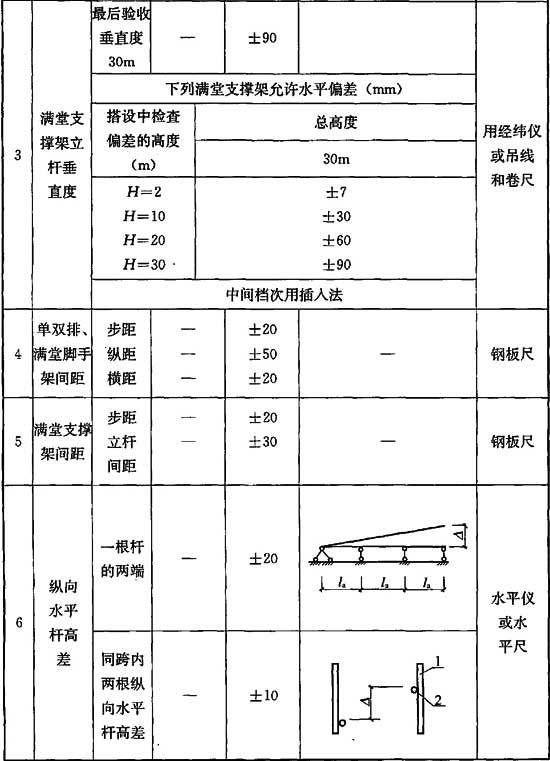 最后验收
垂直度
30m
—
±90
3
满堂支
撑架立
杆垂
直度
下列满堂支撑架允许水平偏差（mm）
搭设中检查
偏差的高度
（m）
总高度
30m
H=2
±7
H=10
±30
H=20
±60
H=30
±90
中间档次用插入法
用经纬仪
或吊线
和卷尺
4
单双排、
满堂脚手
架间距
步距
—
±20
纵距
—
±50
横距
—
±20
—
钢板尺
5
满堂支撑
架间距
步距
—
±20
立杆
间距
—
±30
—
钢板尺
6
纵向
水平
杆高
差
一根杆
的两端
—
±20
Δ
la
la
la
同跨内
两根纵
向水平
杆高差
—
±10
Δ
1
2
水平仪
或水
平尺